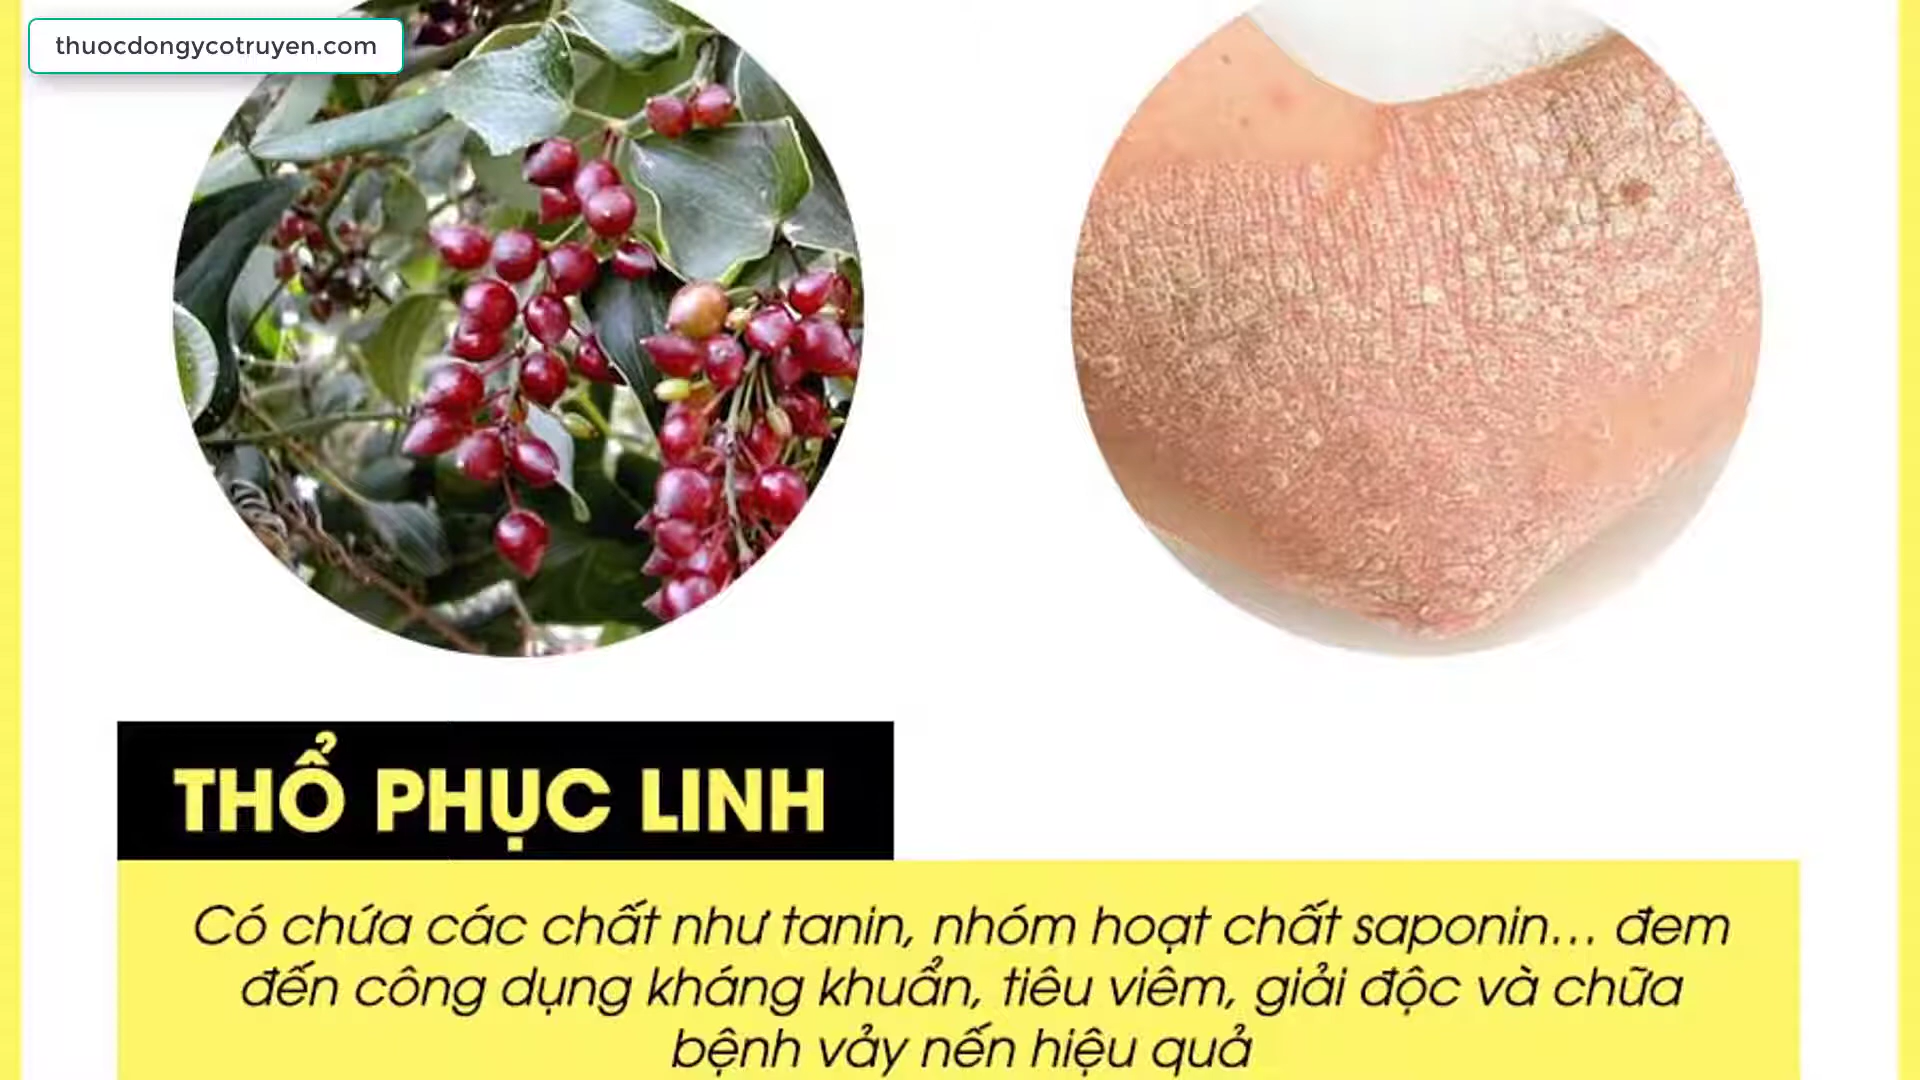 thuocdongycotruyen.com
THỔ PHỤC LINH
Có chứa các chất như tanin, nhóm hoạt chất saponin... đem
đến công dụng kháng khuẩn, tiêu viêm, giải độc và chữa
bệnh vảy nến hiệu quả